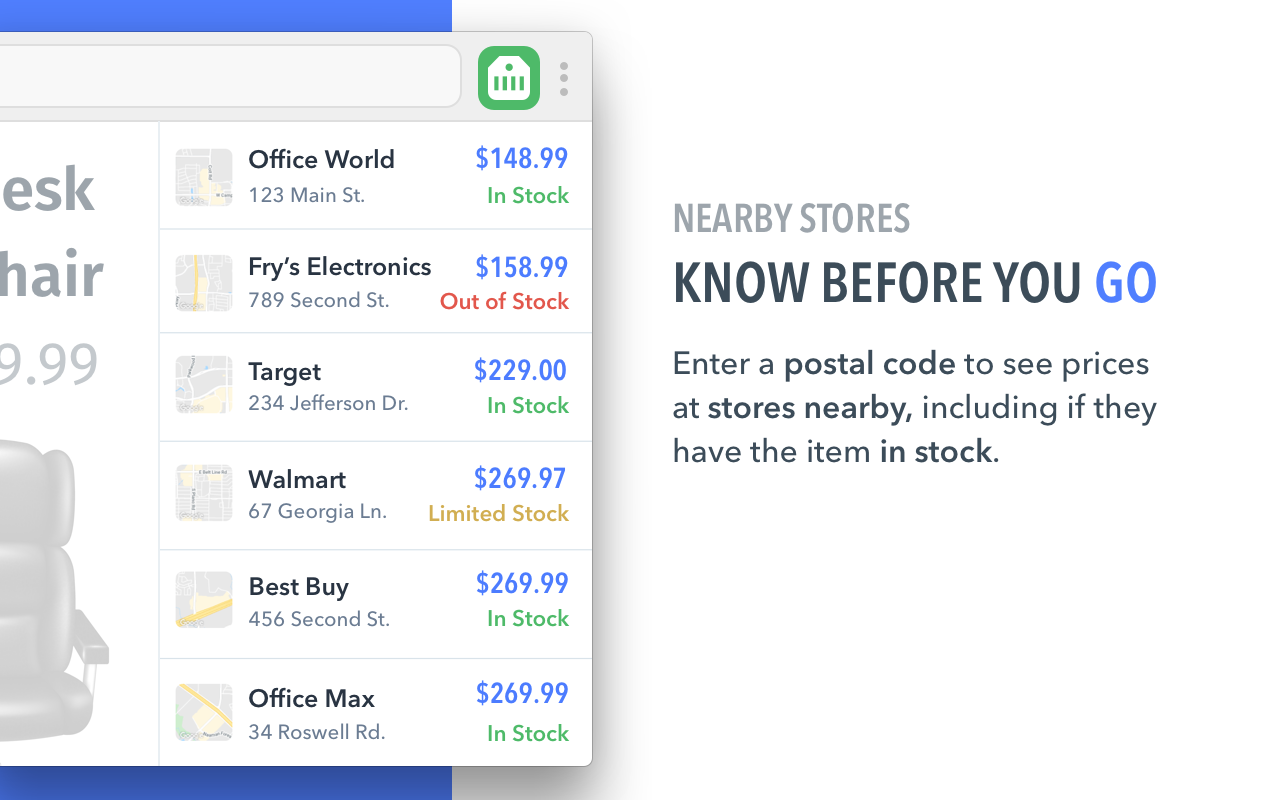 esk
hair
9.99
Office World
$148.99
123 Main St.
In Stock
Fry’s Electronics
$158.99
789 Second St.
Out of Stock
Target
$229.00
234 Jefferson Dr.
In Stock
Walmart
$269.97
67 Georgia Ln.
Limited Stock
Best Buy
$269.99
456 Second St.
In Stock
Office Max
$269.99
34 Roswell Rd.
In Stock
NEARBY STORES
KNOW BEFORE YOU GO
Enter a postal code to see prices
at stores nearby, including if they
have the item in stock.